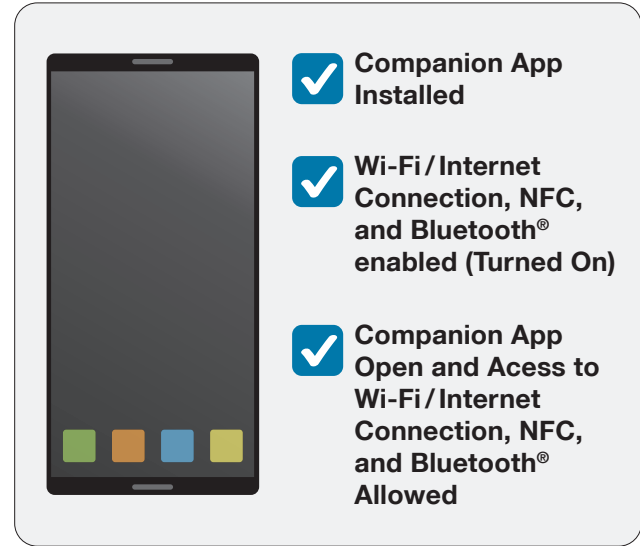 Companion App
Installed
Wi-Fi/Internet
Connection, NFC,
and Bluetooth®
enabled (Turned On)
Companion App
Open and Acess to
Wi-Fi/Internet
Connection, NFC,
and Bluetooth®
Allowed